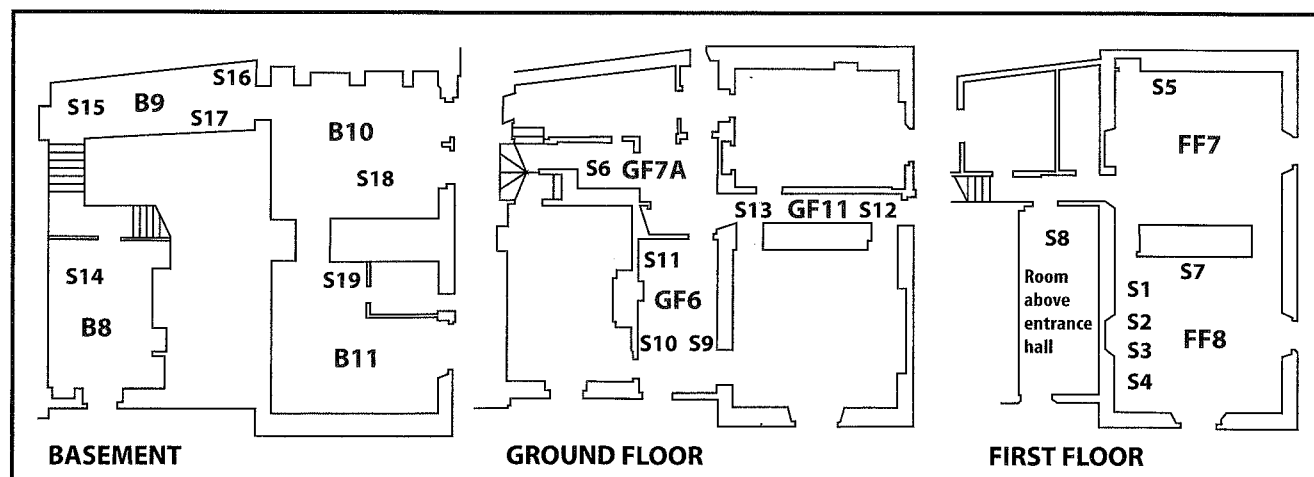 S16
S15
B9
S17
B10
S18
S14
S19
B8
B11
BASEMENT
S6
GF7A
S13
GF11
S12
S11
GF6
S10
S9
GROUND FLOOR
S5
FF7
S8
S7
Room
above
entrance
hall
S1
S2
S3
S4
FF8
FIRST FLOOR